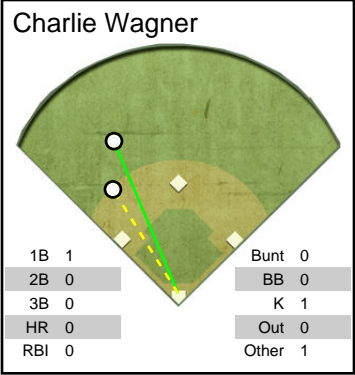 Charlie Wagner
1B 1 Bunt 0
2B 0 BB 0
3B 0 K 1
HR 0 Out 0
RBI 0 Other 1